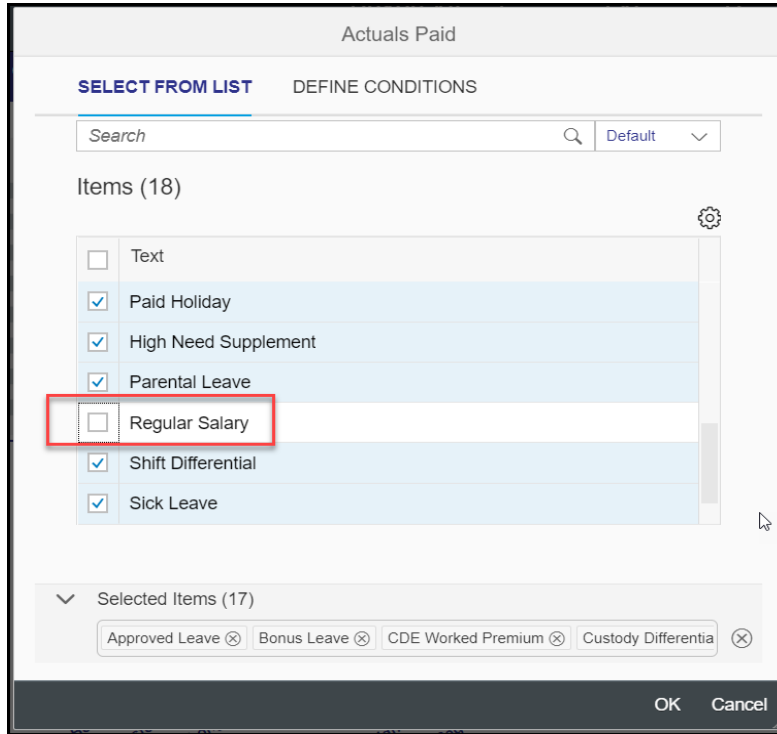 Actuals Paid
SELECT FROM LIST DEFINE CONDITIONS
Search Default
Items (18)
Text
Paid Holiday
High Need Supplement
Parental Leave
Regular Salary
Shift Differential
Sick Leave
Selected Items (17)
Approved Leave Bonus Leave CDE Worked Premium Custody Differentia
OK Cancel